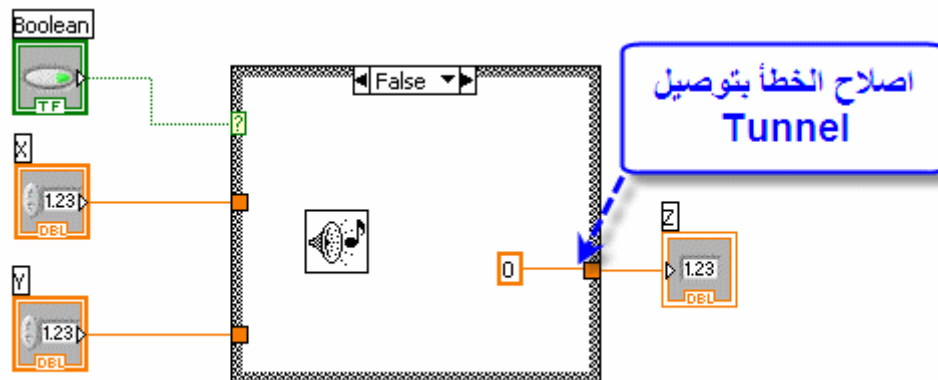 Boolean
TF
False
?
اصلاح الخطأ بتوصيل
Tunnel
X
1.23
DBL
0
Z
1.23
DBL
Y
1.23
DBL